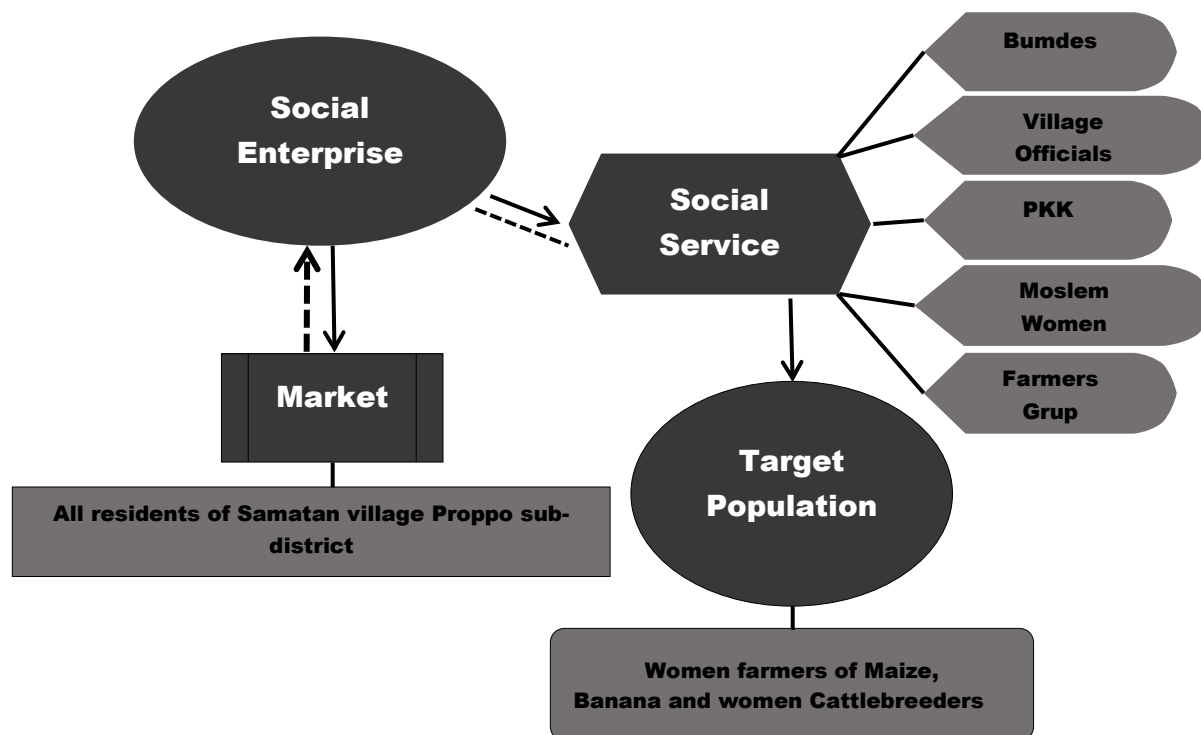 Social
Enterprise
Social
Service
Bumdes
Village
Officials
PKK
Moslem
Women
Farmers
Grup
Market
All residents of Samatan village Proppo sub-
district
Target
Population
Women farmers of Maize,
Banana and women Cattlebreeders